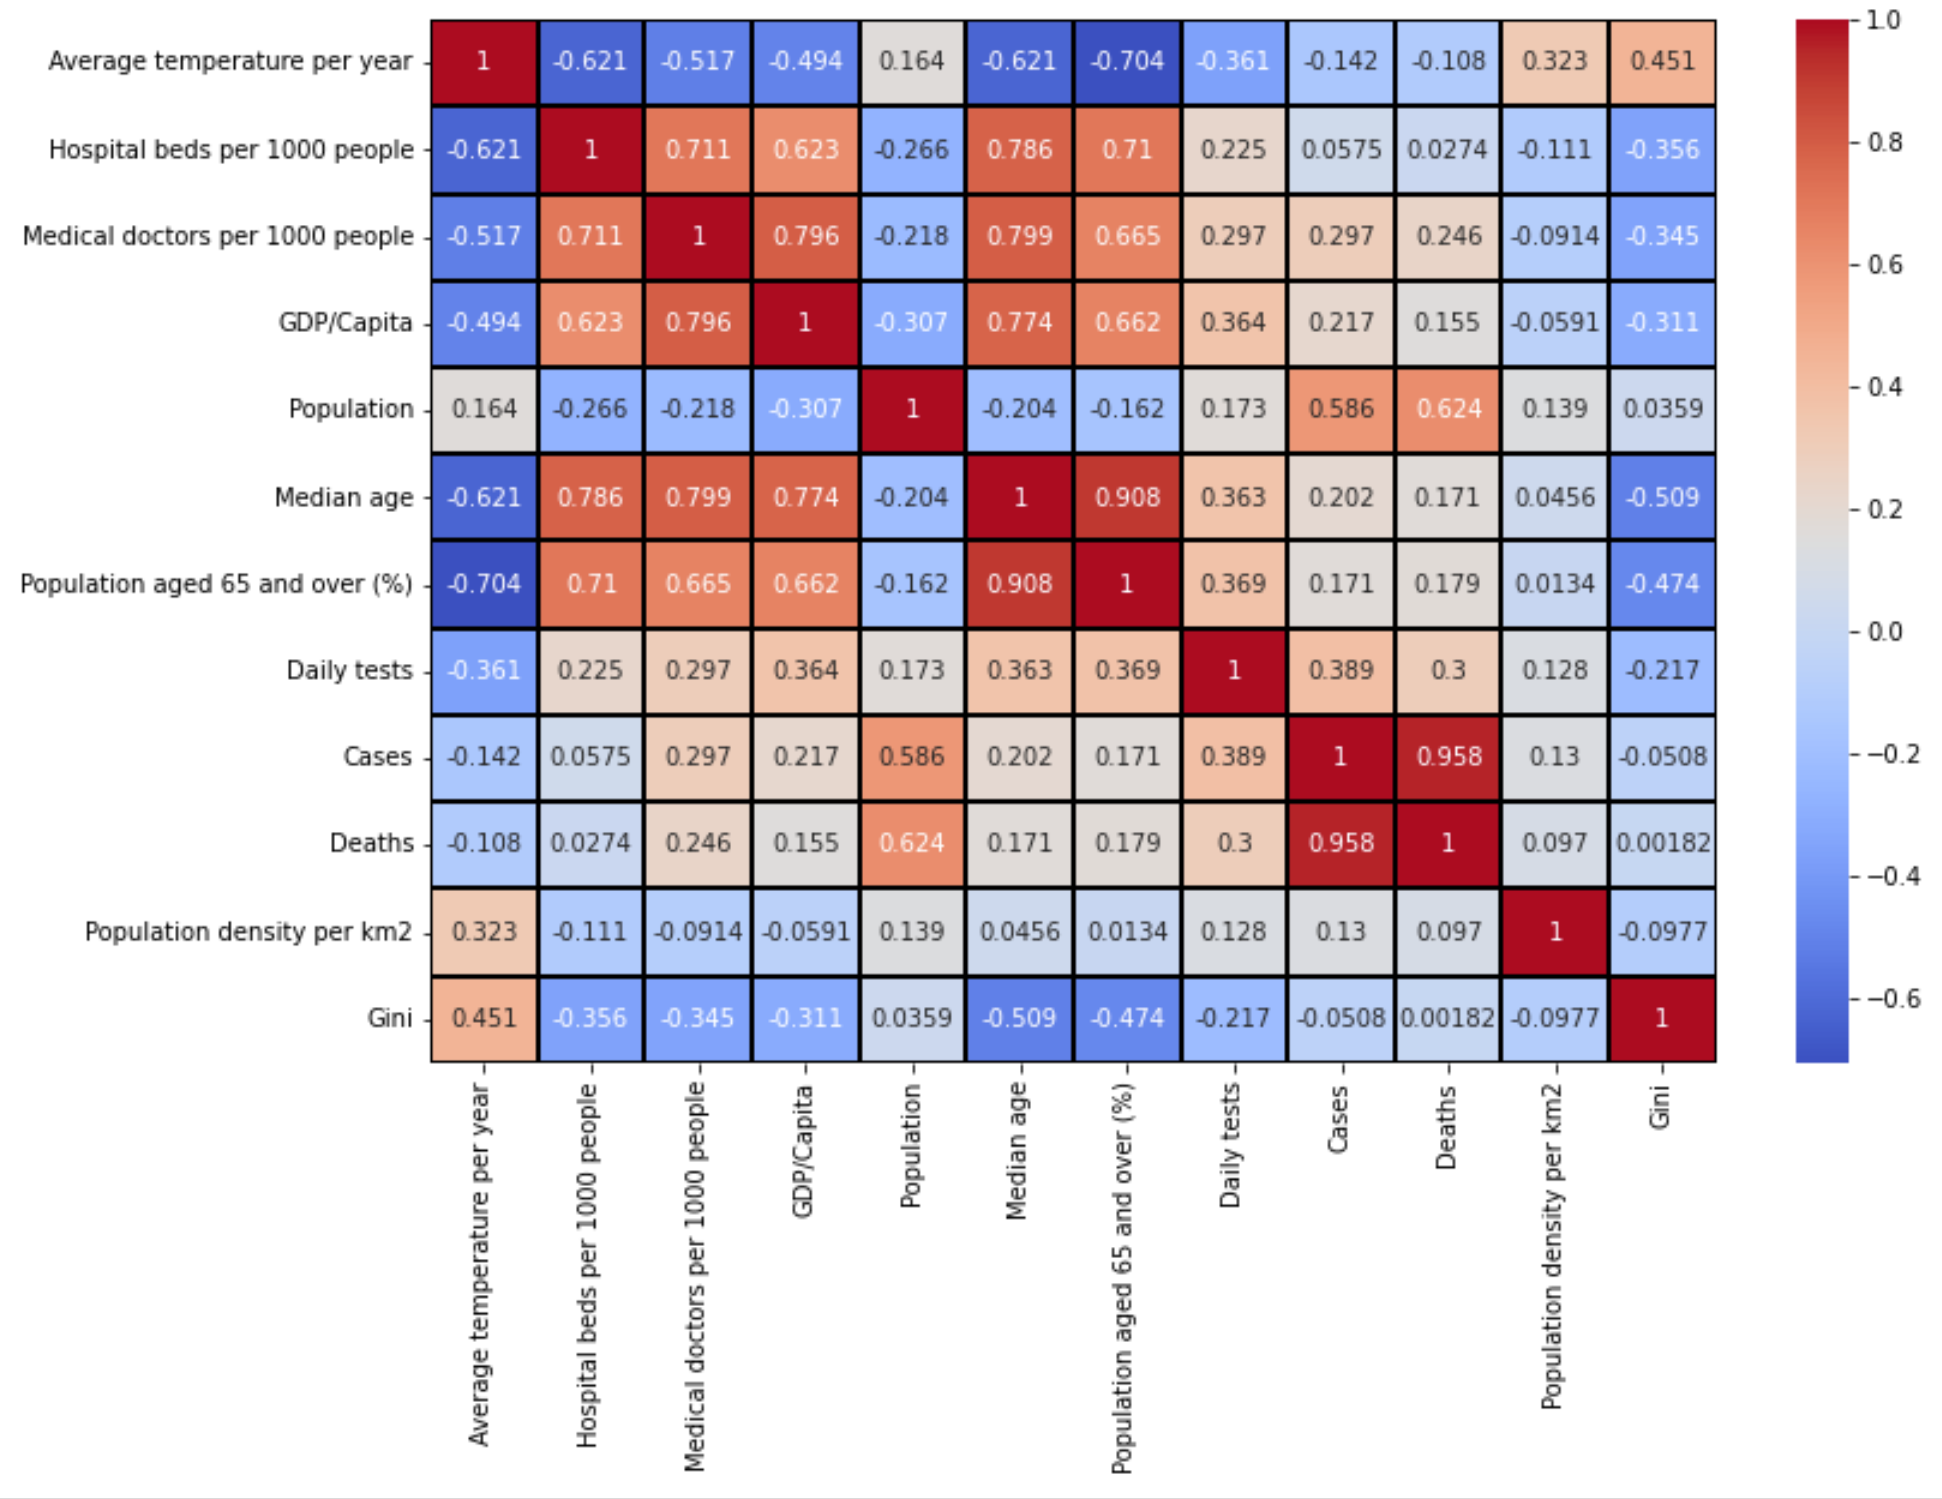 Average temperature per year 1 -0.621 -0.517 -0.494 0.164 -0.621 -0.704 -0.361 -0.142 -0.108 0.323 0.451
Hospital beds per 1000 people -0.621 1 0.711 0.623 -0.266 0.786 0.71 0.225 0.0575 0.0274 -0.111 -0.356
Medical doctors per 1000 people -0.517 0.711 1 0.796 -0.218 0.799 0.665 0.297 0.297 0.246 -0.0914 -0.345
GDP/Capita -0.494 0.623 0.796 1 -0.307 0.774 0.662 0.364 0.217 0.155 -0.0591 -0.311
Population 0.164 -0.266 -0.218 -0.307 1 -0.204 -0.162 0.173 0.586 0.624 0.139 0.0359
Median age -0.621 0.786 0.799 0.774 -0.204 1 0.908 0.363 0.202 0.171 0.0456 -0.509
Population aged 65 and over (%) -0.704 0.71 0.665 0.662 -0.162 0.908 1 0.369 0.171 0.179 0.0134 -0.474
Daily tests -0.361 0.225 0.297 0.364 0.173 0.363 0.369 1 0.389 0.3 0.128 -0.217
Cases -0.142 0.0575 0.297 0.217 0.586 0.202 0.171 0.389 1 0.958 0.13 -0.0508
Deaths -0.108 0.0274 0.246 0.155 0.624 0.171 0.179 0.3 0.958 1 0.097 0.00182
Population density per km2 0.323 -0.111 -0.0914 -0.0591 0.139 0.0456 0.0134 0.128 0.13 0.097 1 -0.0977
Gini 0.451 -0.356 -0.345 -0.311 0.0359 -0.509 -0.474 -0.217 -0.0508 0.00182 -0.0977 1
Average temperature per year
Hospital beds per 1000 people
Medical doctors per 1000 people
GDP/Capita
Population
Median age
Population aged 65 and over (%)
Daily tests
Cases
Deaths
Population density per km2
Gini
1.0
0.8
0.6
0.4
0.2
0.0
−0.2
−0.4
−0.6